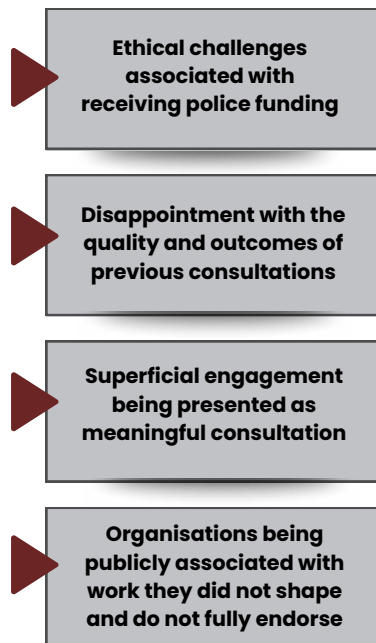 Ethical challenges
associated with
receiving police funding
Disappointment with the
quality and outcomes of
previous consultations
Superficial engagement
being presented as
meaningful consultation
Organisations being
publicly associated with
work they did not shape
and do not fully endorse